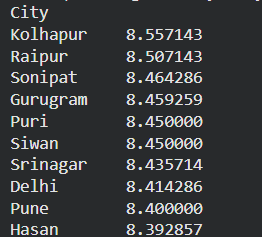 City
Kolhapur 8.557143
Raipur 8.507143
Sonipat 8.464286
Gurugram 8.459259
Puri 8.450000
Siwan 8.450000
Srinagar 8.435714
Delhi 8.414286
Pune 8.400000
Hasan 8.392857